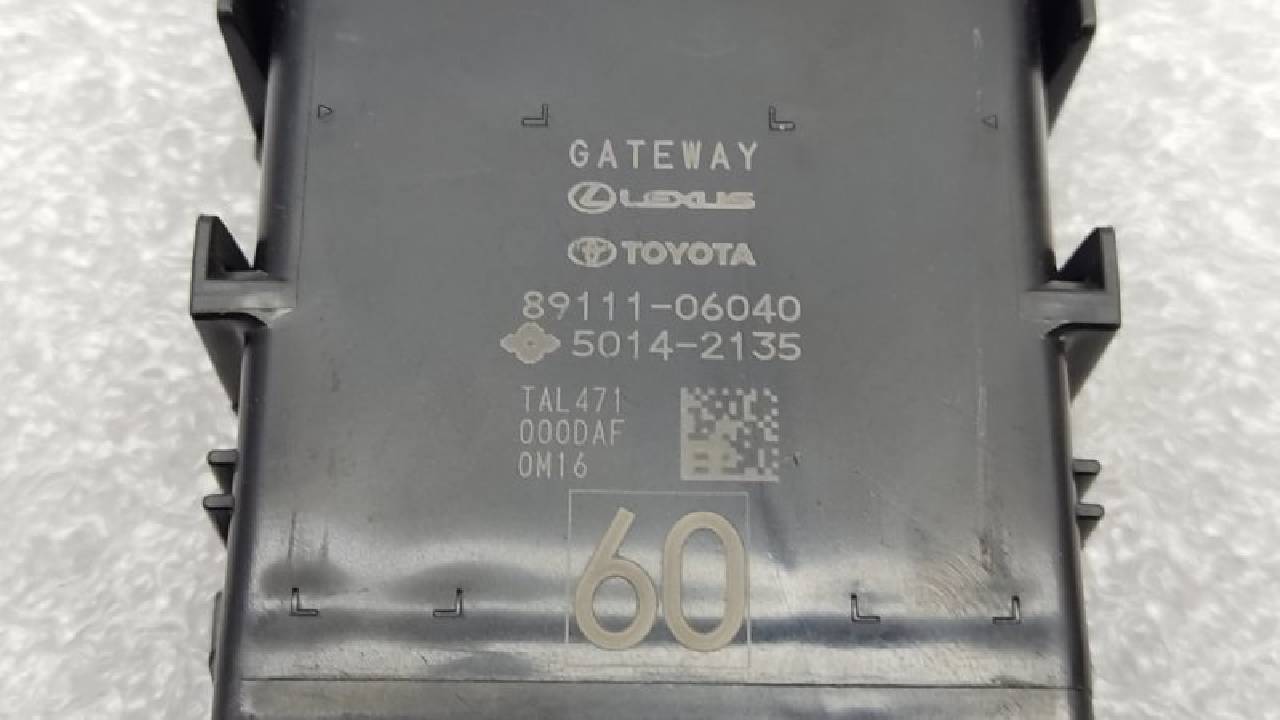 GATEWAY
LEXUS
TOYOTA
89111-06040
5014-2135
TAL471
000DAF
0M16
60